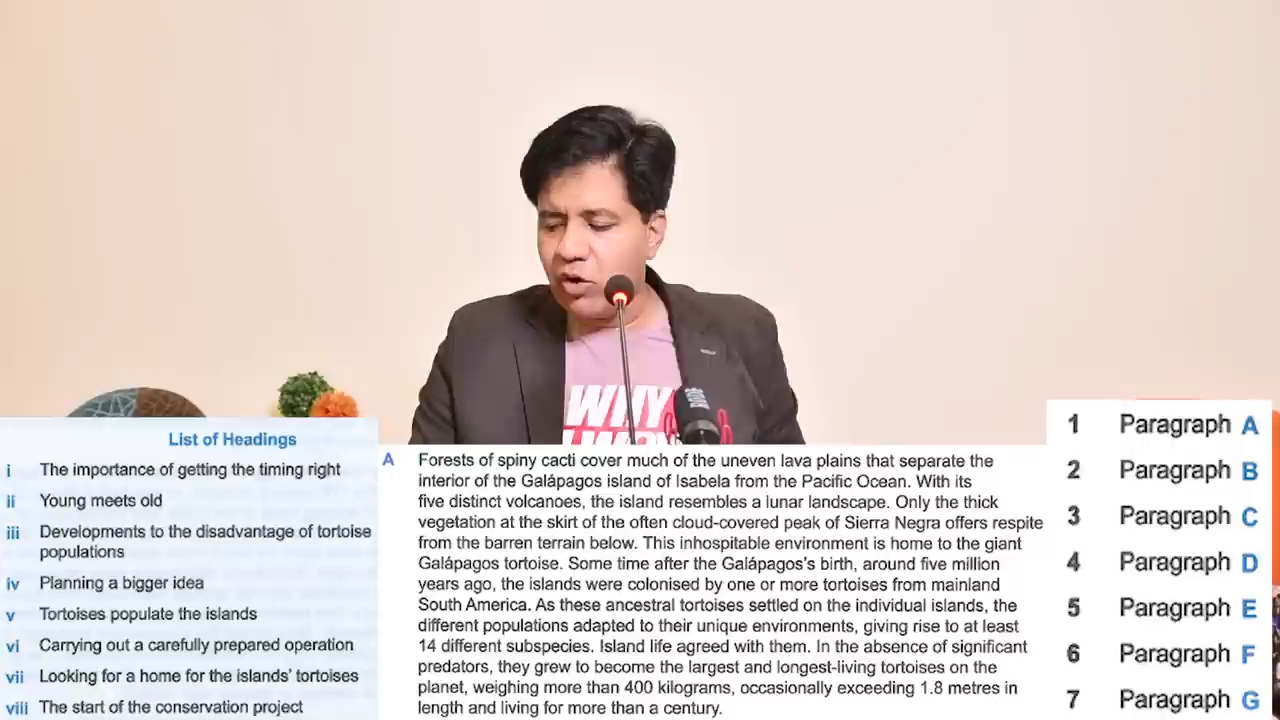 WHY
List of Headings
i The importance of getting the timing right
ii Young meets old
iii Developments to the disadvantage of tortoise
populations
iv Planning a bigger idea
v Tortoises populate the islands
vi Carrying out a carefully prepared operation
vii Looking for a home for the islands' tortoises
viii The start of the conservation project
A Forests of spiny cacti cover much of the uneven lava plains that separate the
interior of the Galápagos island of Isabela from the Pacific Ocean. With its
five distinct volcanoes, the island resembles a lunar landscape. Only the thick
vegetation at the skirt of the often cloud-covered peak of Sierra Negra offers respite
from the barren terrain below. This inhospitable environment is home to the giant
Galápagos tortoise. Some time after the Galápagos's birth, around five million
years ago, the islands were colonised by one or more tortoises from mainland
South America. As these ancestral tortoises settled on the individual islands, the
different populations adapted to their unique environments, giving rise to at least
14 different subspecies. Island life agreed with them. In the absence of significant
predators, they grew to become the largest and longest-living tortoises on the
planet, weighing more than 400 kilograms, occasionally exceeding 1.8 metres in
length and living for more than a century.
1 Paragraph A
2 Paragraph B
3 Paragraph C
4 Paragraph D
5 Paragraph E
6 Paragraph F
7 Paragraph G